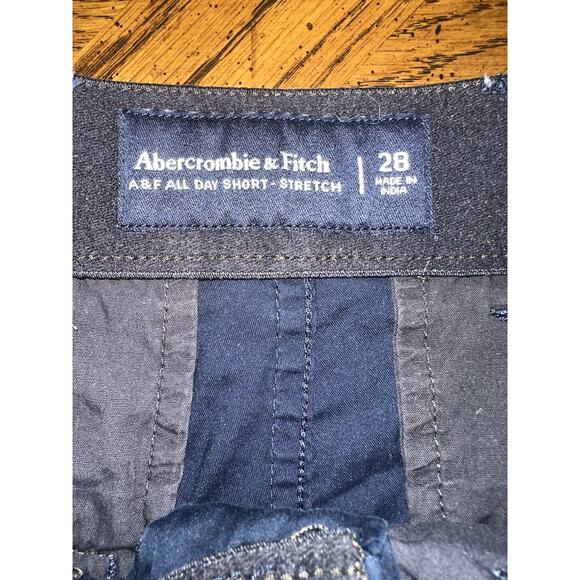 Abercrombie & Fitch
A&F ALL DAY SHORT - STRETCH
28
MADE IN
INDIA